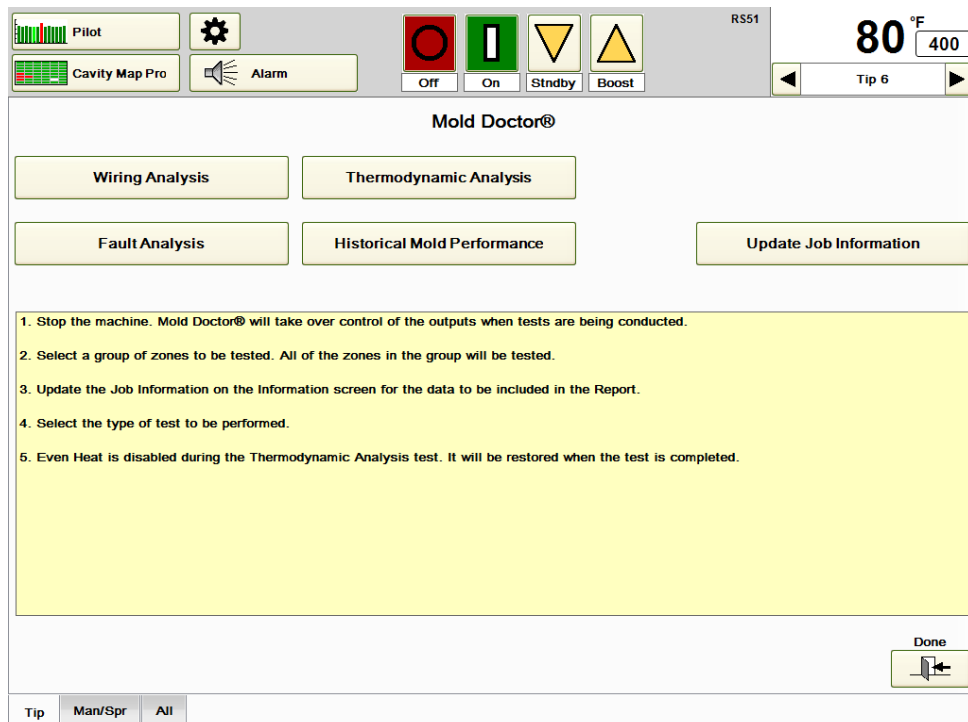 Pilot
Cavity Map Pro
Alarm
Off
On
Stndby
Boost
RS51
80 °F
400
Tip 6
Mold Doctor®
Wiring Analysis
Thermodynamic Analysis
Fault Analysis
Historical Mold Performance
Update Job Information
1. Stop the machine. Mold Doctor® will take over control of the outputs when tests are being conducted.
2. Select a group of zones to be tested. All of the zones in the group will be tested.
3. Update the Job Information on the Information screen for the data to be included in the Report.
4. Select the type of test to be performed.
5. Even Heat is disabled during the Thermodynamic Analysis test. It will be restored when the test is completed.
Done
Tip
Man/Spr
All